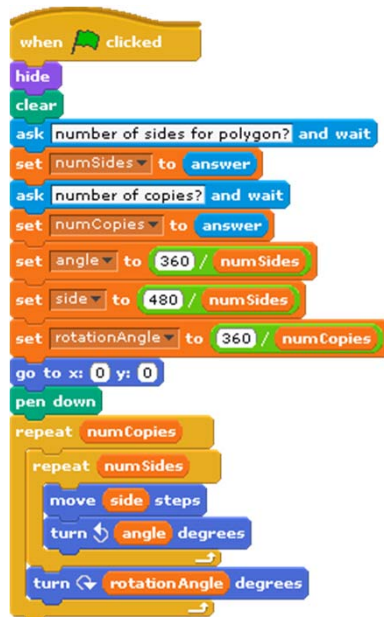 when clicked
hide
clear
ask number of sides for polygon? and wait
set numSides to answer
ask number of copies? and wait
set numCopies to answer
set angle to 360 / numSides
set side to 480 / numSides
set rotationAngle to 360 / numCopies
go to x: 0 y: 0
pen down
repeat numCopies
repeat numSides
move side steps
turn angle degrees
turn rotationAngle degrees